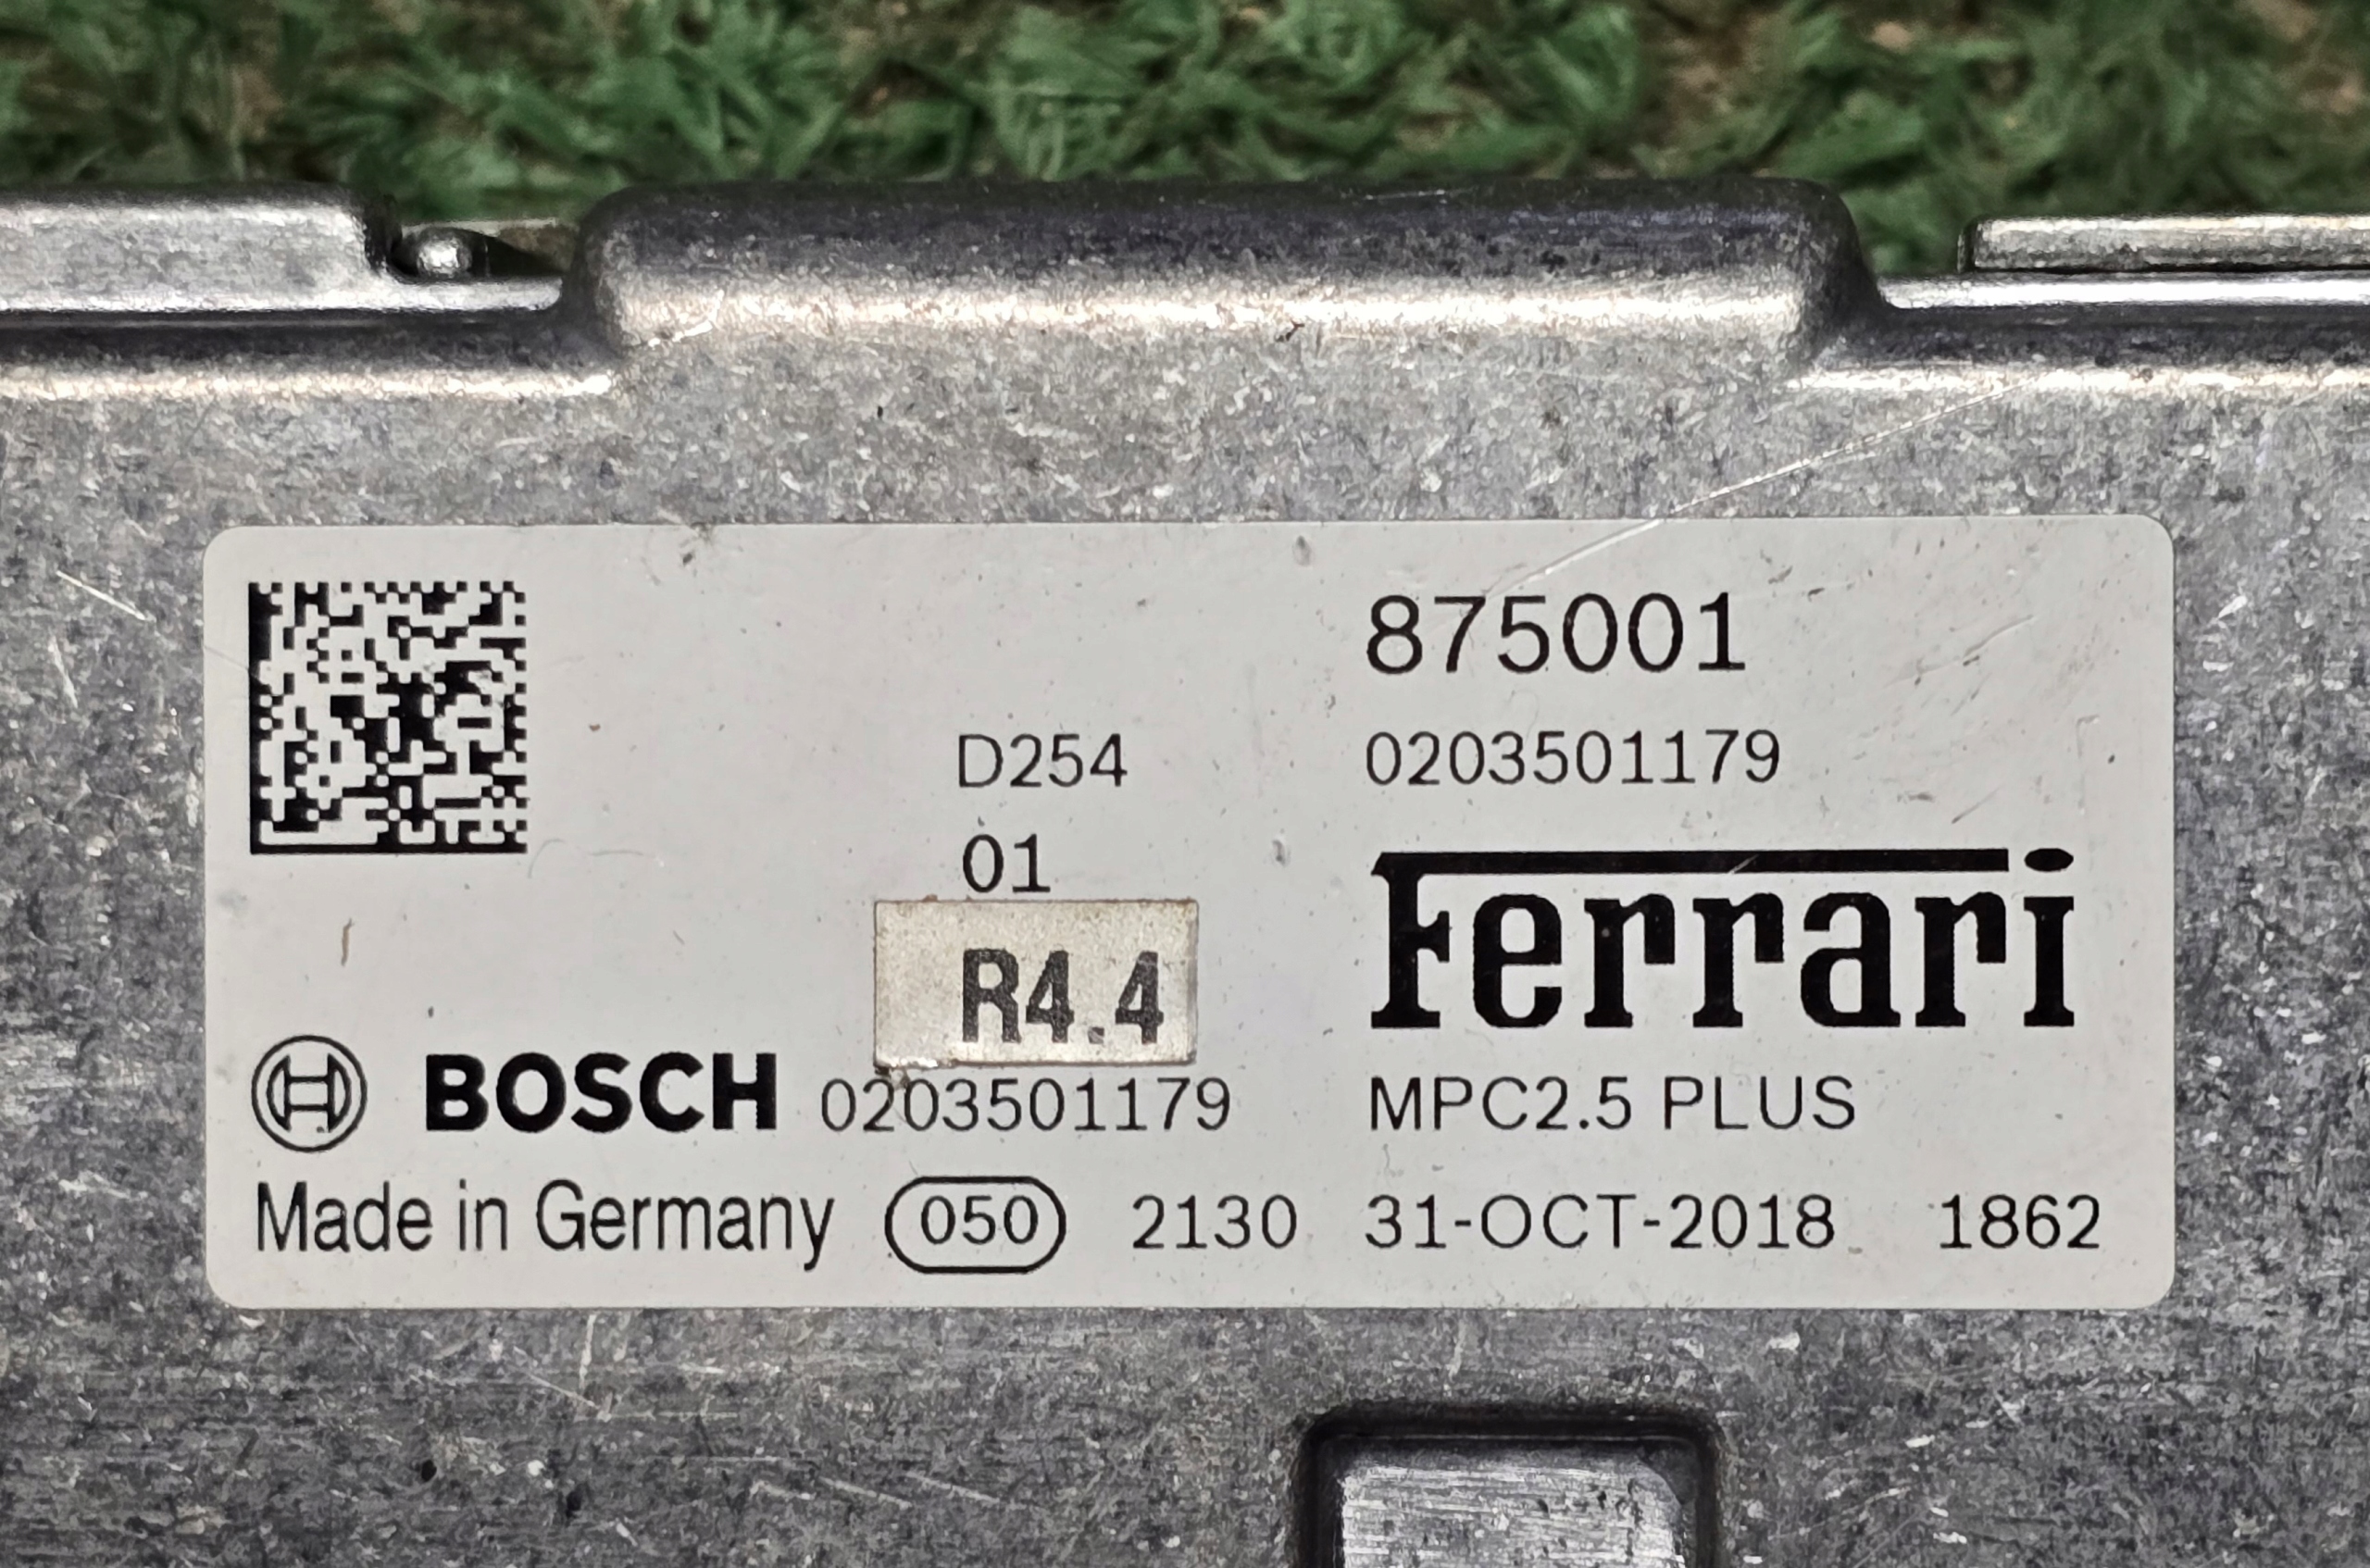 875001
D254 0203501179
01
Ferrari
R4.4
BOSCH 0203501179 MPC2.5 PLUS
Made in Germany 050 2130 31-OCT-2018 1862